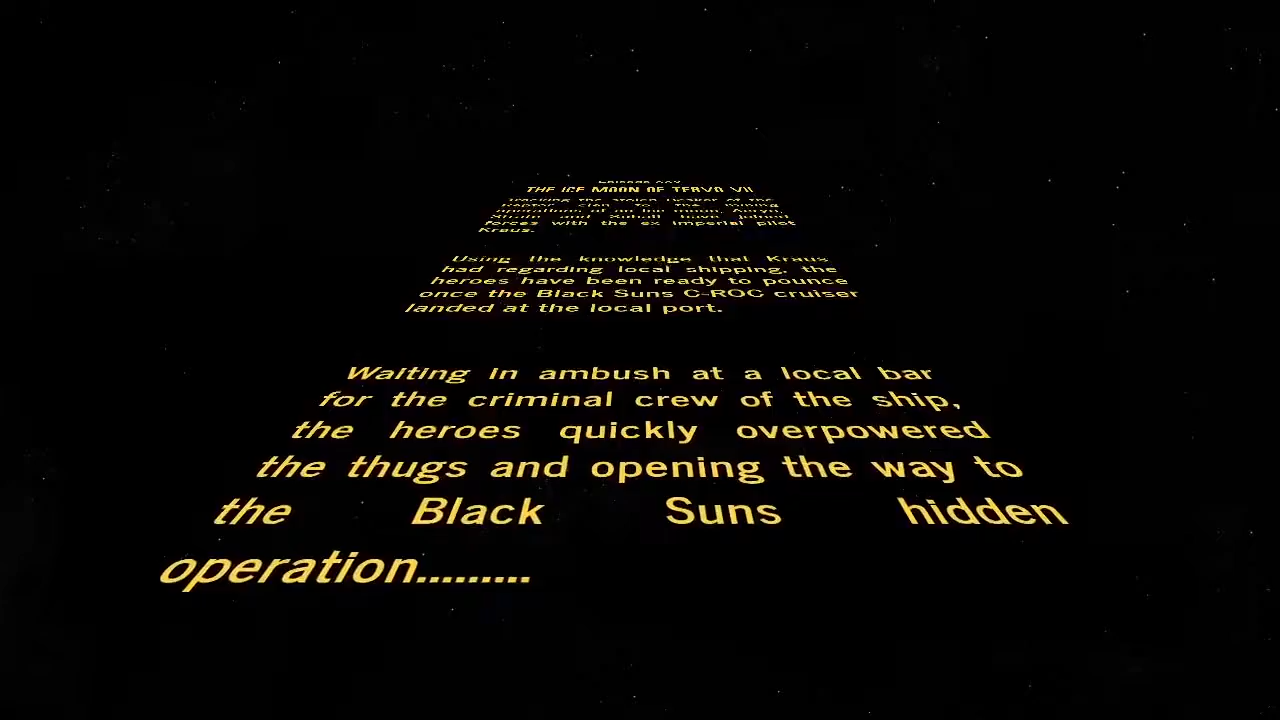 THE ICE MOON OF TERVO VII
forces with the ex imperial pilot
Kraus.
Using the knowledge that Kraus
had regarding local shipping, the
heroes have been ready to pounce
once the Black Suns C-ROC cruiser
landed at the local port.
Waiting in ambush at a local bar
for the criminal crew of the ship,
the heroes quickly overpowered
the thugs and opening the way to
the Black Suns hidden
operation.........